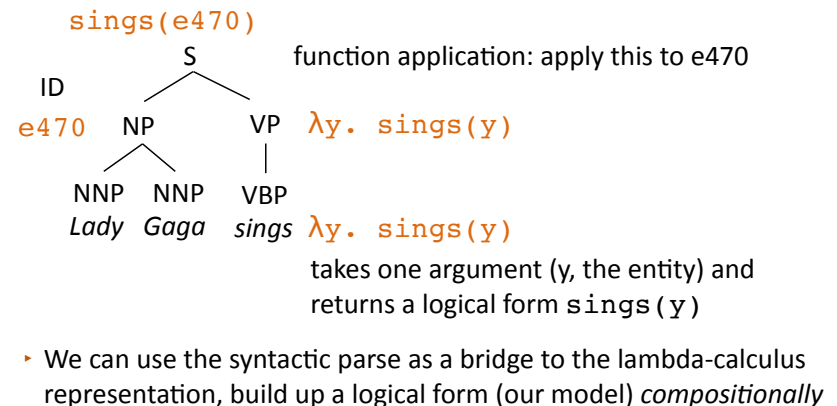 sings(e470)
S function application: apply this to e470
ID
e470 NP VP λy. sings(y)
NNP NNP VBP
Lady Gaga sings λy. sings(y)
takes one argument (y, the entity) and
returns a logical form sings(y)
‣ We can use the syntactic parse as a bridge to the lambda-calculus
representation, build up a logical form (our model) compositionally